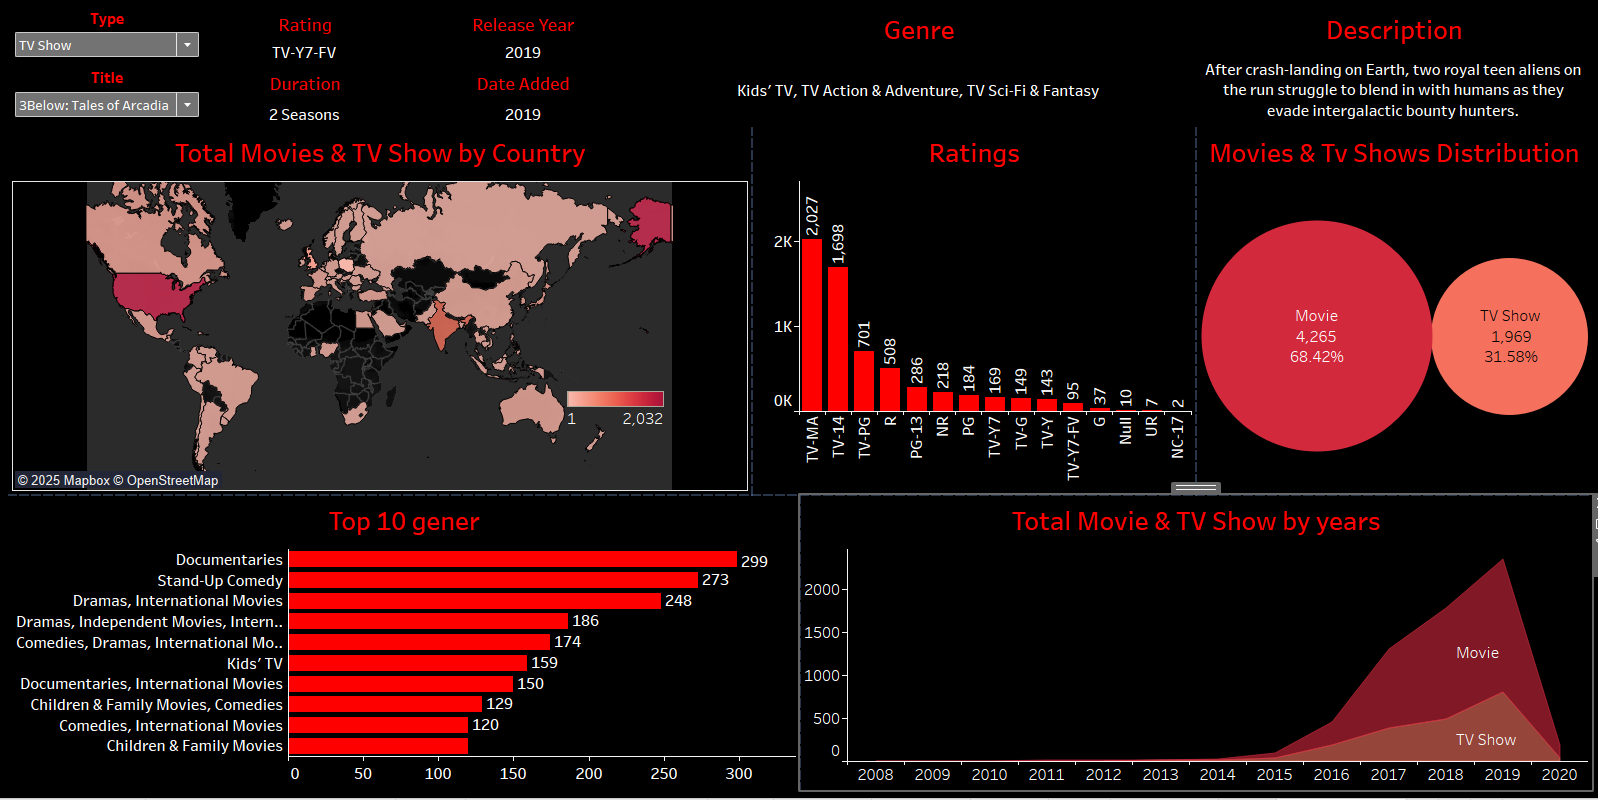 Type
TV Show
Title
3Below: Tales of Arcadia
Rating
TV-Y7-FV
Duration
2 Seasons
Release Year
2019
Date Added
2019
Genre
Kids’ TV, TV Action & Adventure, TV Sci-Fi & Fantasy
Description
After crash-landing on Earth, two royal teen aliens on
the run struggle to blend in with humans as they
evade intergalactic bounty hunters.
Total Movies & TV Show by Country
1 2,032
© 2025 Mapbox © OpenStreetMap
Ratings
2K
1K
0K
2,027
1,698
701
508
286
218
184
169
149
143
95
37
10
7
2
TV-MA
TV-14
TV-PG
R
PG-13
NR
PG
TV-Y7
TV-G
TV-Y
TV-Y7-FV
G
Null
UR
NC-17
Movies & Tv Shows Distribution
Movie
4,265
68.42%
TV Show
1,969
31.58%
Top 10 gener
Documentaries 299
Stand-Up Comedy 273
Dramas, International Movies 248
Dramas, Independent Movies, Intern.. 186
Comedies, Dramas, International Mo.. 174
Kids’ TV 159
Documentaries, International Movies 150
Children & Family Movies, Comedies 129
Comedies, International Movies 120
Children & Family Movies
0 50 100 150 200 250 300
Total Movie & TV Show by years
2000
1500
1000
500
0
Movie
TV Show
2008 2009 2010 2011 2012 2013 2014 2015 2016 2017 2018 2019 2020